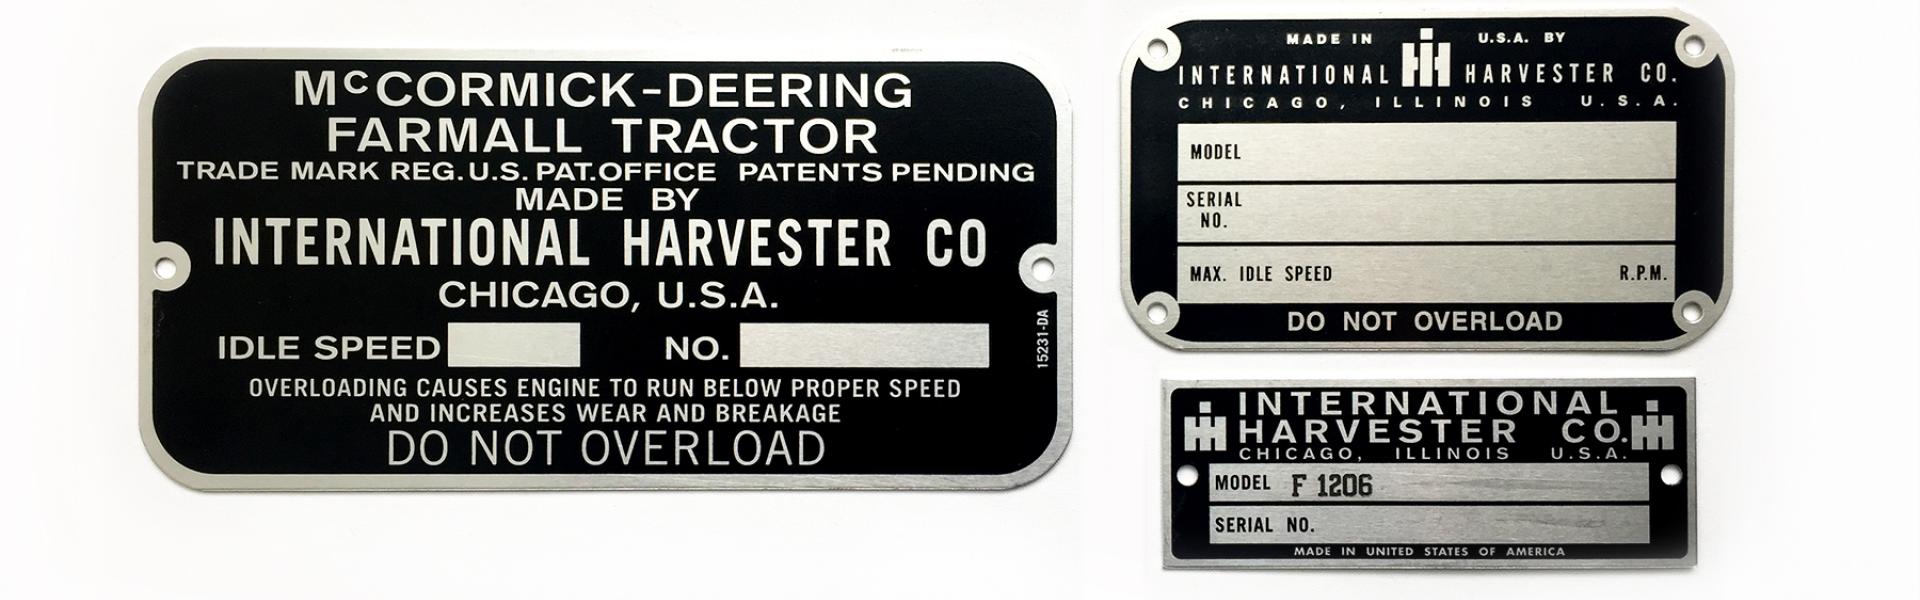 McCORMICK-DEERING
FARMALL TRACTOR
TRADE MARK REG. U.S. PAT. OFFICE PATENTS PENDING
MADE BY
INTERNATIONAL HARVESTER CO
CHICAGO, U.S.A.
IDLE SPEED NO.
15231-DA
OVERLOADING CAUSES ENGINE TO RUN BELOW PROPER SPEED
AND INCREASES WEAR AND BREAKAGE
DO NOT OVERLOAD
MADE IN U.S.A. BY
INTERNATIONAL IH HARVESTER CO.
CHICAGO, ILLINOIS U.S.A.
MODEL
SERIAL
NO.
MAX. IDLE SPEED R.P.M.
DO NOT OVERLOAD
IH INTERNATIONAL IH
HARVESTER CO.
CHICAGO, ILLINOIS U.S.A.
MODEL F 1206
SERIAL NO.
MADE IN UNITED STATES OF AMERICA